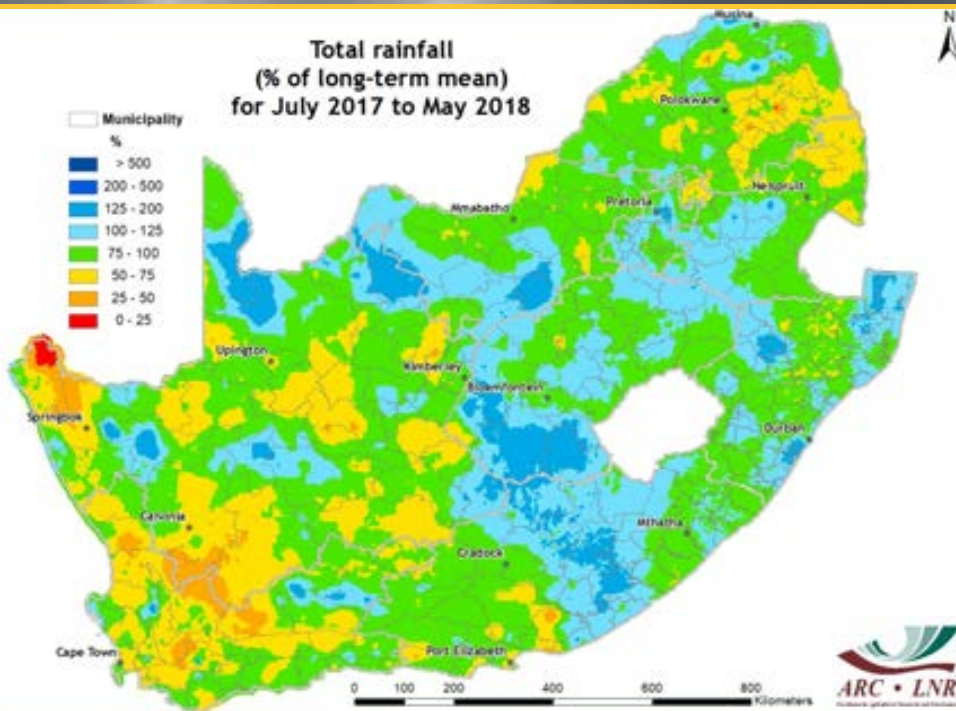 Total rainfall
(% of long-term mean)
for July 2017 to May 2018
Municipality
%
> 500
200 - 500
125 - 200
100 - 125
75 - 100
50 - 75
25 - 50
0 - 25
N
Musina
Polokwane
Nelspruit
Pretoria
Mmabatho
Upington
Kimberley
Bloemfontein
Springbok
Durban
Calvinia
Mthatha
Cradock
Cape Town
Port Elizabeth
0 100 200 400 600 800
Kilometers
ARC • LNR